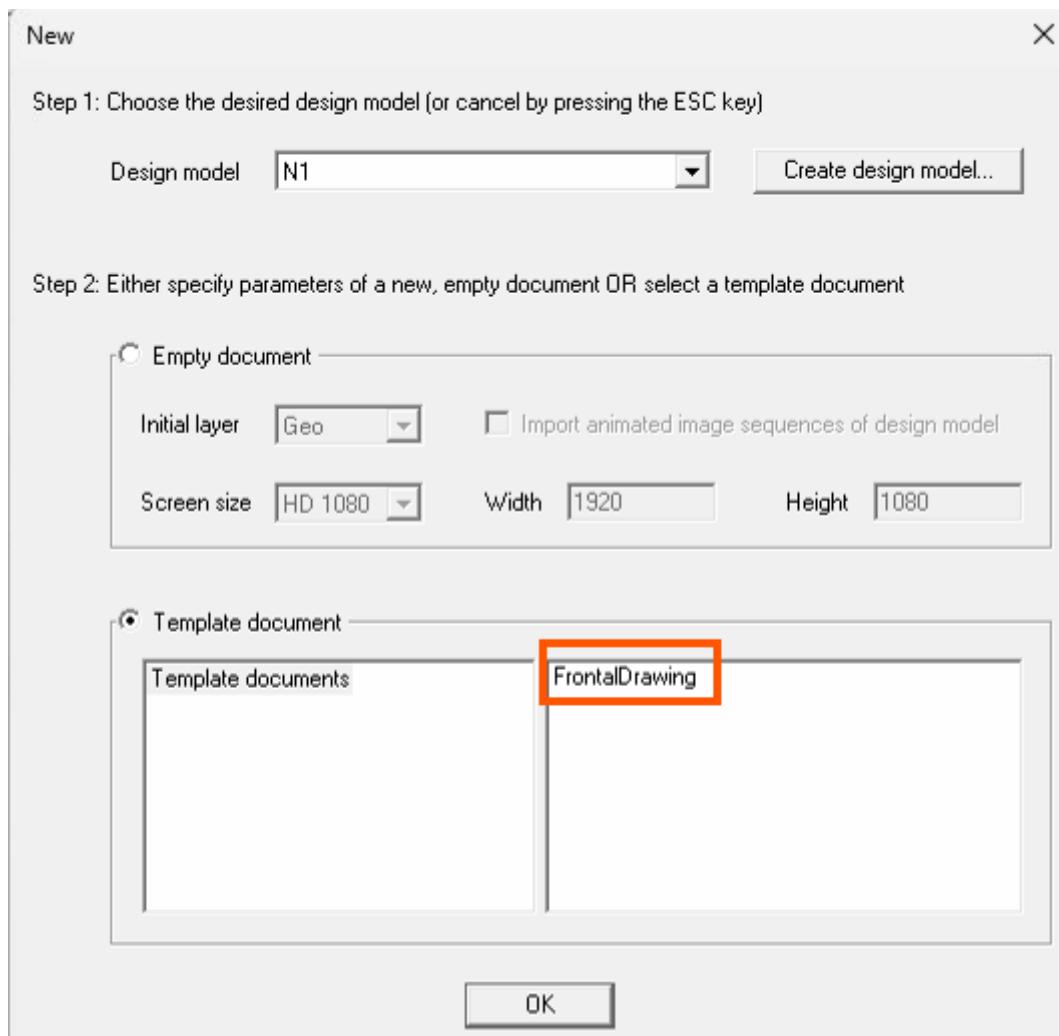 New
Step 1: Choose the desired design model (or cancel by pressing the ESC key)
Design model N1 Create design model...
Step 2: Either specify parameters of a new, empty document OR select a template document
Empty document
Initial layer Geo Import animated image sequences of design model
Screen size HD 1080 Width 1920 Height 1080
Template document
Template documents FrontalDrawing
OK